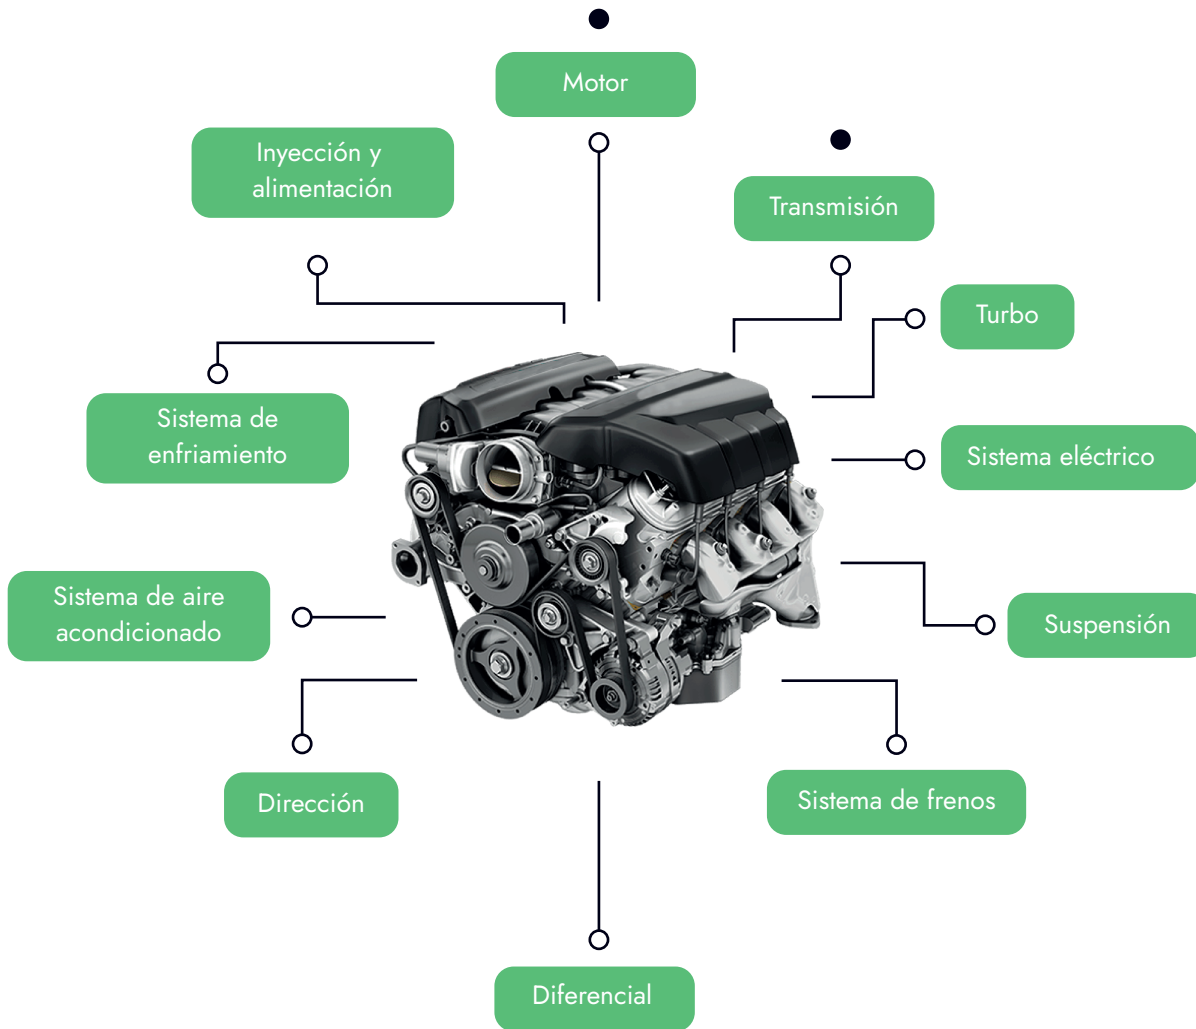 Motor
Inyección y
alimentación
Transmisión
Turbo
Sistema de
enfriamiento
Sistema eléctrico
Sistema de aire
acondicionado
Suspensión
Dirección
Sistema de frenos
Diferencial